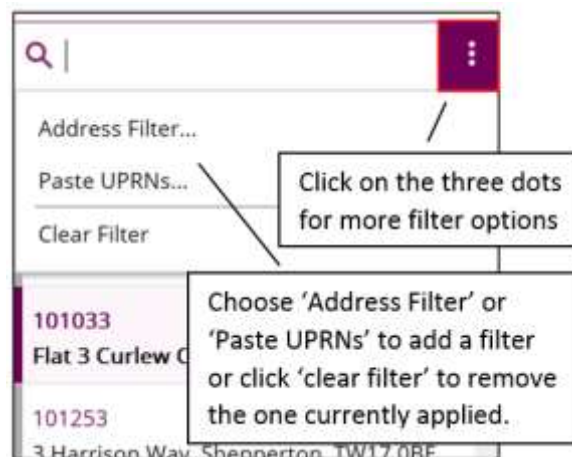 Address Filter...
Paste UPRNs...
Clear Filter
Click on the three dots
for more filter options
Choose ‘Address Filter’ or
‘Paste UPRNs’ to add a filter
or click ‘clear filter’ to remove
the one currently applied.
101033
Flat 3 Curlew
101253
3 Harrison Way, Shepperton, TW17 0BE